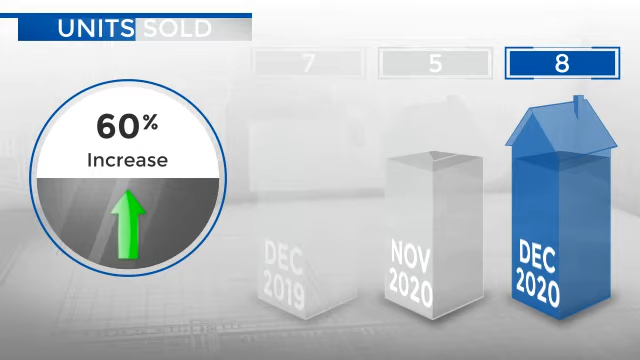 UNITS SOLD
7
5
8
60%
Increase
DEC
2019
NOV
2020
DEC
2020